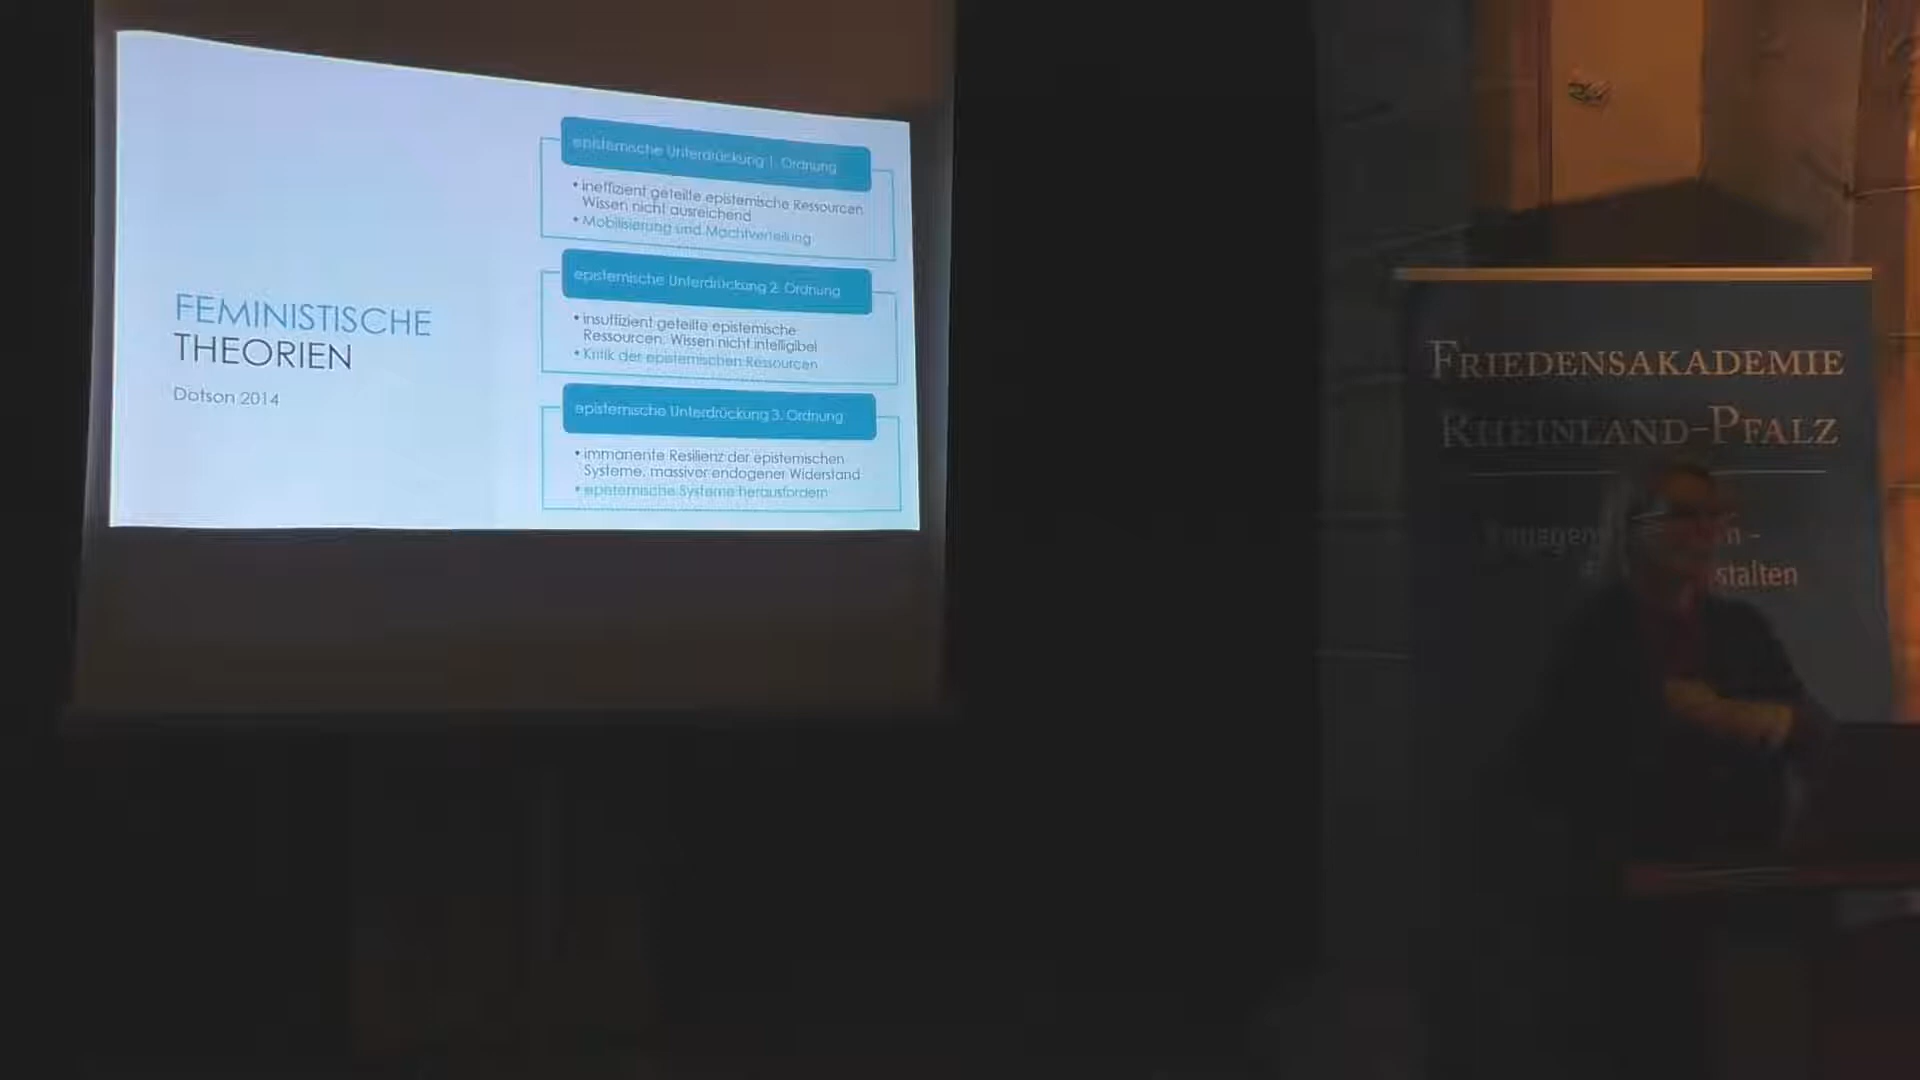 FEMINISTISCHE
THEORIEN
Dotson 2014
epistemische Unterdrückung 1. Ordnung
• ineffizient geteilte epistemische Ressourcen
Wissen nicht ausreichend
• Mobilisierung und Machtverteilung
epistemische Unterdrückung 2. Ordnung
• insuffizient geteilte epistemische
Ressourcen, Wissen nicht intelligibel
• Kritik der epistemischen Ressourcen
epistemische Unterdrückung 3. Ordnung
• immanente Resilienz der epistemischen
Systeme, massiver endogener Widerstand
• epistemische Systeme herausfordern
FRIEDENSAKADEMIE
RHEINLAND-PFALZ
stalten